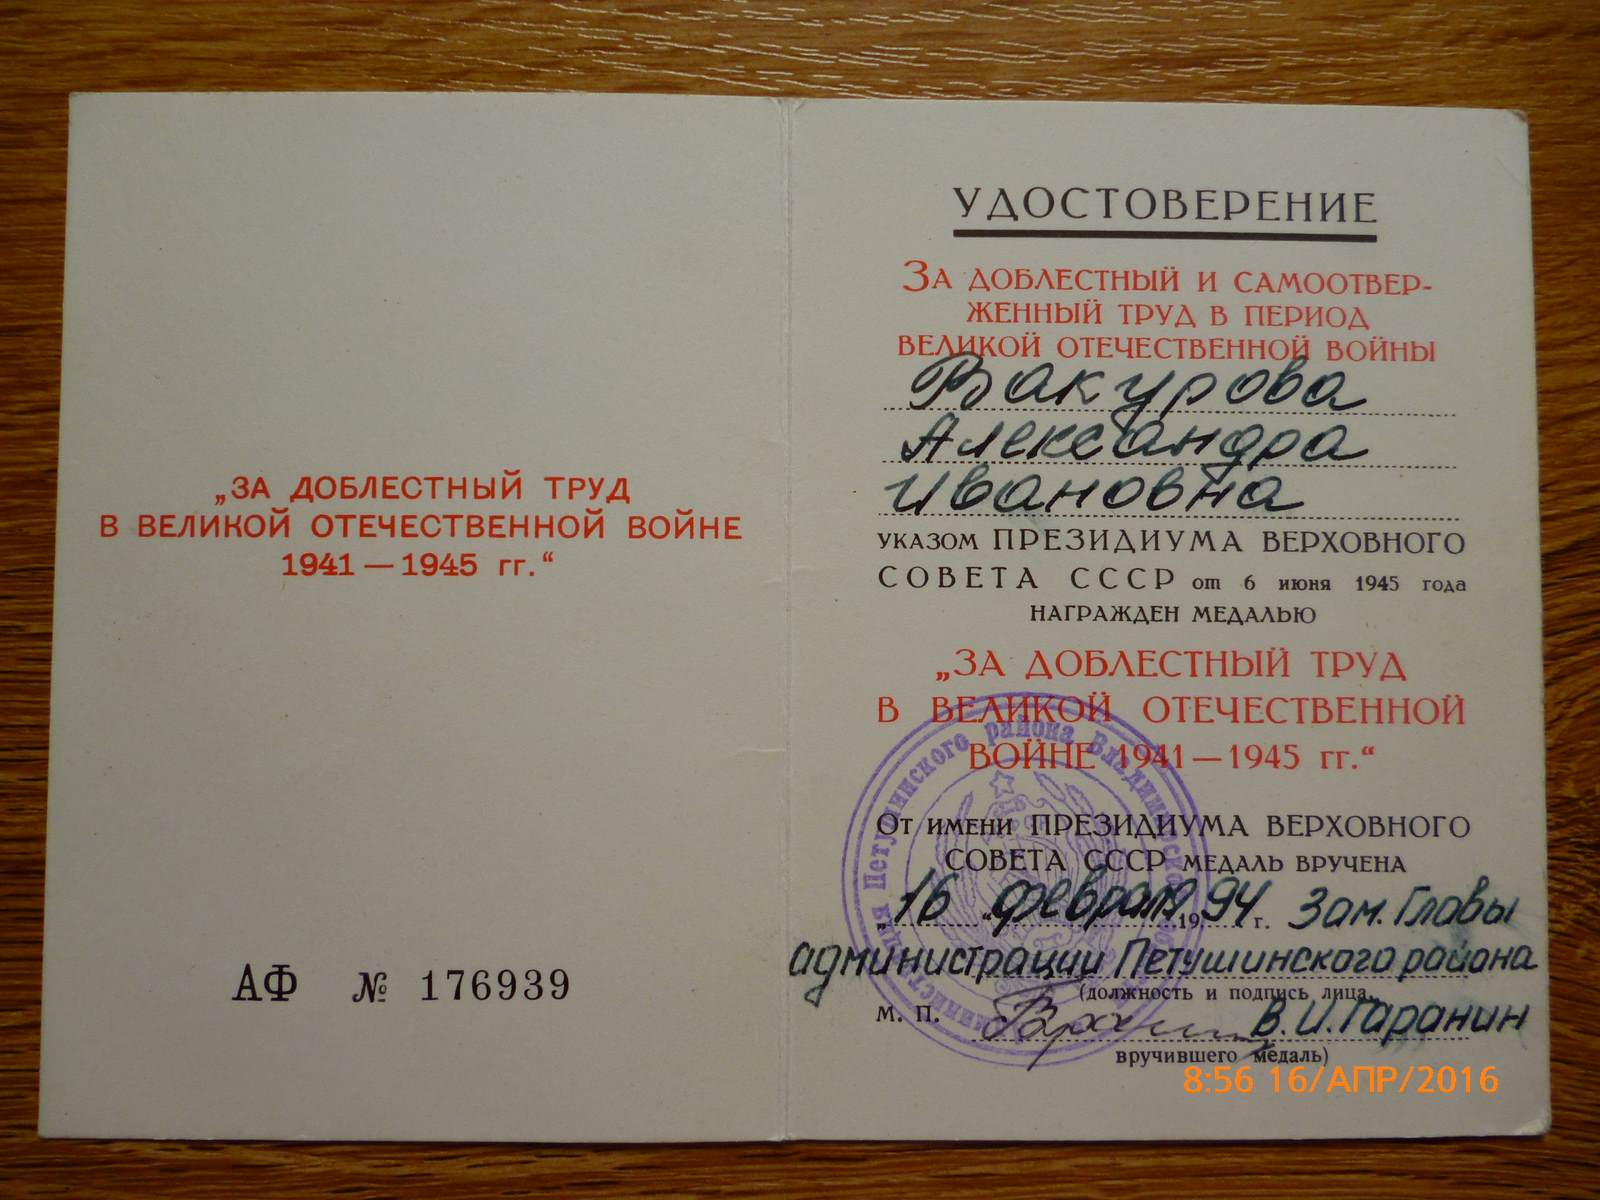 „ЗА ДОБЛЕСТНЫЙ ТРУД
В ВЕЛИКОЙ ОТЕЧЕСТВЕННОЙ ВОЙНЕ
1941 — 1945 гг.“
АФ № 176939
УДОСТОВЕРЕНИЕ
ЗА ДОБЛЕСТНЫЙ И САМООТВЕР-
ЖЕННЫЙ ТРУД В ПЕРИОД
ВЕЛИКОЙ ОТЕЧЕСТВЕННОЙ ВОЙНЫ
Вакурова
Александра
Ивановна
УКАЗОМ ПРЕЗИДИУМА ВЕРХОВНОГО
СОВЕТА СССР от 6 июня 1945 года
НАГРАЖДЕН МЕДАЛЬЮ
„ЗА ДОБЛЕСТНЫЙ ТРУД
В ВЕЛИКОЙ ОТЕЧЕСТВЕННОЙ
ВОЙНЕ 1941 — 1945 гг.“
ОТ ИМЕНИ ПРЕЗИДИУМА ВЕРХОВНОГО
СОВЕТА СССР МЕДАЛЬ ВРУЧЕНА
„16“ февраля 1994 г. Зам. Главы
администрации Петушинского района
(должность и подпись лица,
М. П. В. И. Гаранин
вручившего медаль)
Петушинского района Владимирско
8:56 16/АПР/2016